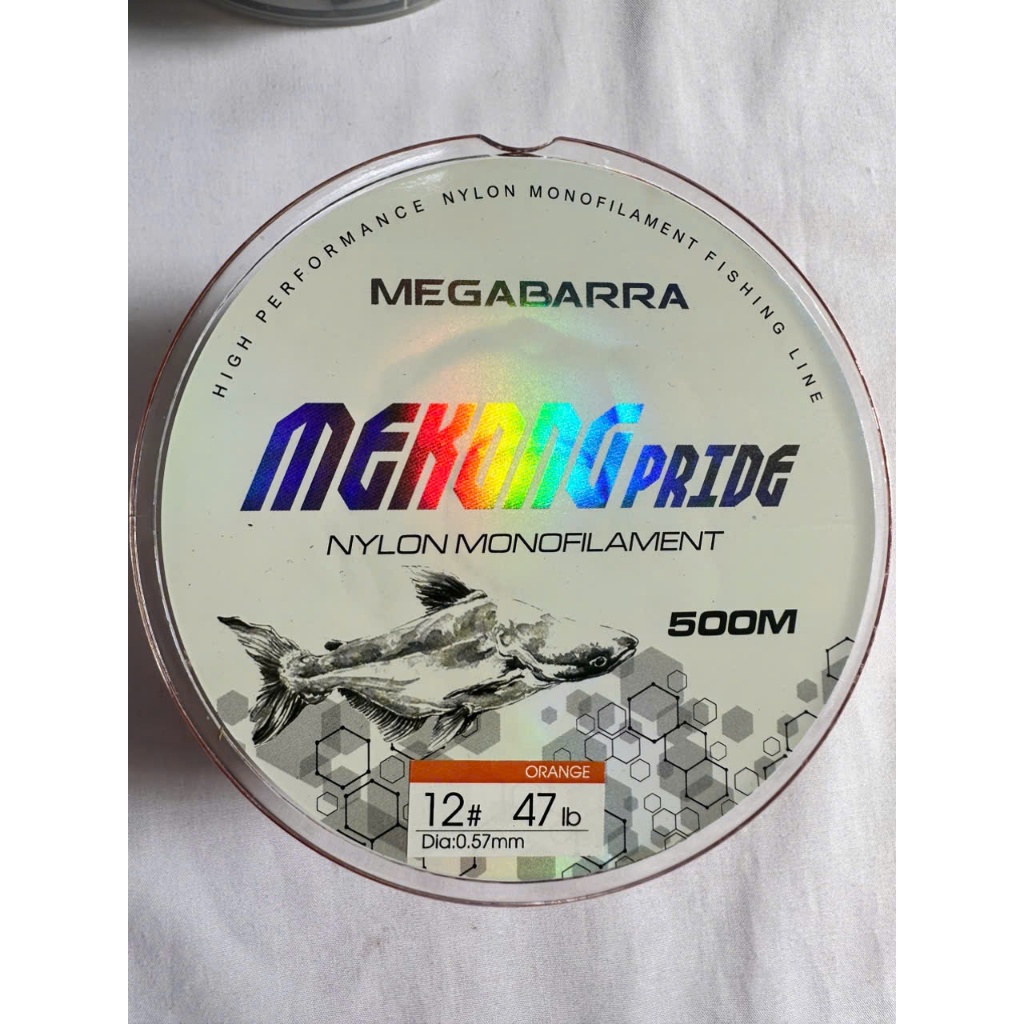 HIGH PERFORMANCE NYLON MONOFILAMENT FISHING LINE
MEGABARRA
MEKONG PRIDE
NYLON MONOFILAMENT
500M
ORANGE
12# 47 lb
Dia:0.57mm